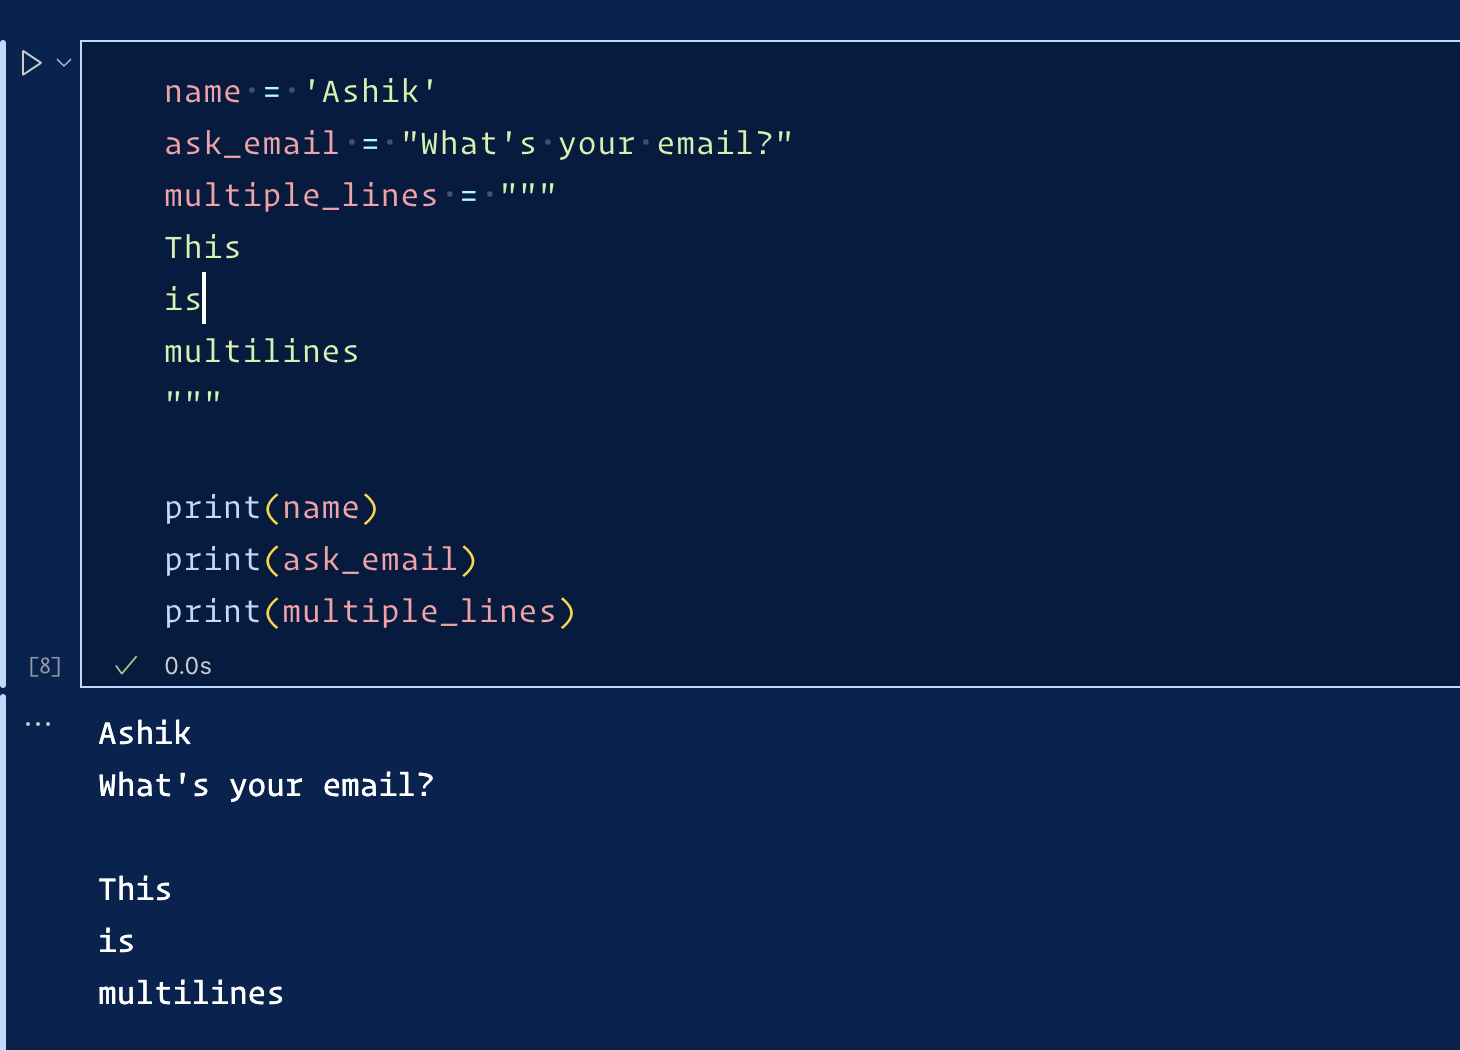 name = 'Ashik'
ask_email = "What's your email?"
multiple_lines = """
This
is
multilines
"""
print(name)
print(ask_email)
print(multiple_lines)
[8]
0.0s
...
Ashik
What's your email?
This
is
multilines